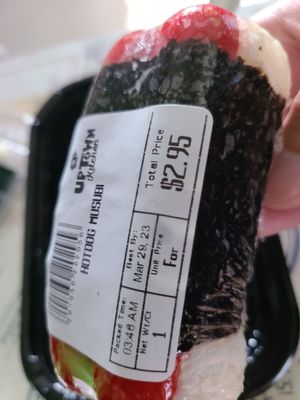 UPTOWN
HOTDOG MUSUBI
Packed Time:
03:48 AM
Best By:
Mar 29, 23
Total Price
$2.95
Net Wt/Ct
1
Unit Price
For